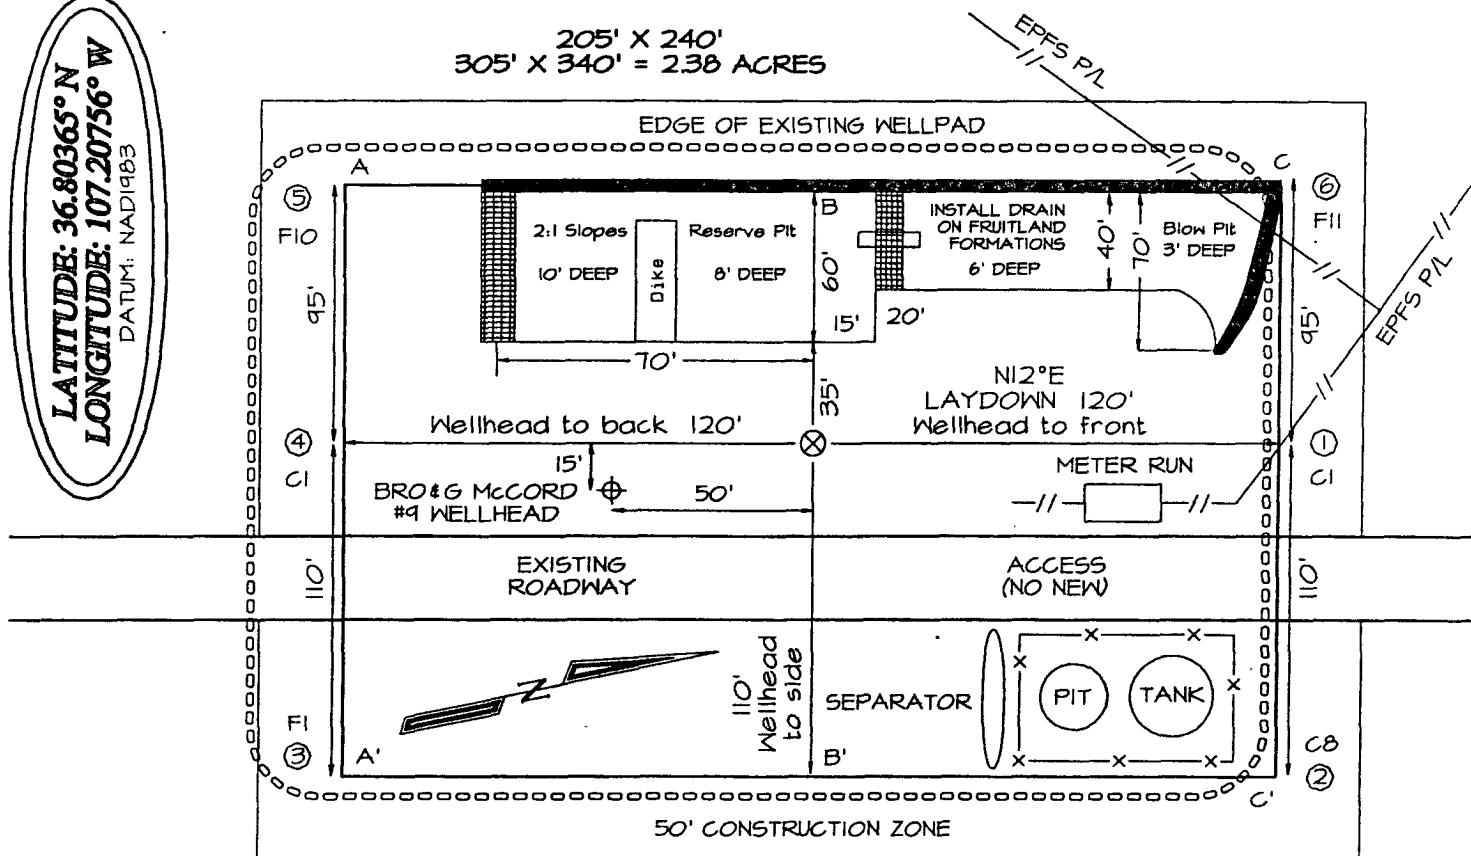 LATITUDE: 36.80365° N
LONGITUDE: 107.20756° W
DATUM: NAD1983
205' X 240'
305' X 340' = 2.38 ACRES
EPFS P/L
EDGE OF EXISTING WELLPAD
A
C
5
6
F10
F11
2:1 Slopes
10' DEEP
Dike
Reserve Pit
8' DEEP
B
60'
15'
20'
INSTALL DRAIN
ON FRUITLAND
FORMATIONS
6' DEEP
40'
70'
Blow Pit
3' DEEP
95'
95'
EPFS P/L
70'
35'
N12°E
LAYDOWN 120'
Wellhead to back 120'
Wellhead to front
4
1
C1
C1
15'
BRO&G McCORD
#9 WELLHEAD
50'
METER RUN
110'
EXISTING
ROADWAY
ACCESS
(NO NEW)
110'
N
110'
Wellhead
to side
SEPARATOR
PIT
TANK
F1
3
A'
B'
C8
2
C'
50' CONSTRUCTION ZONE